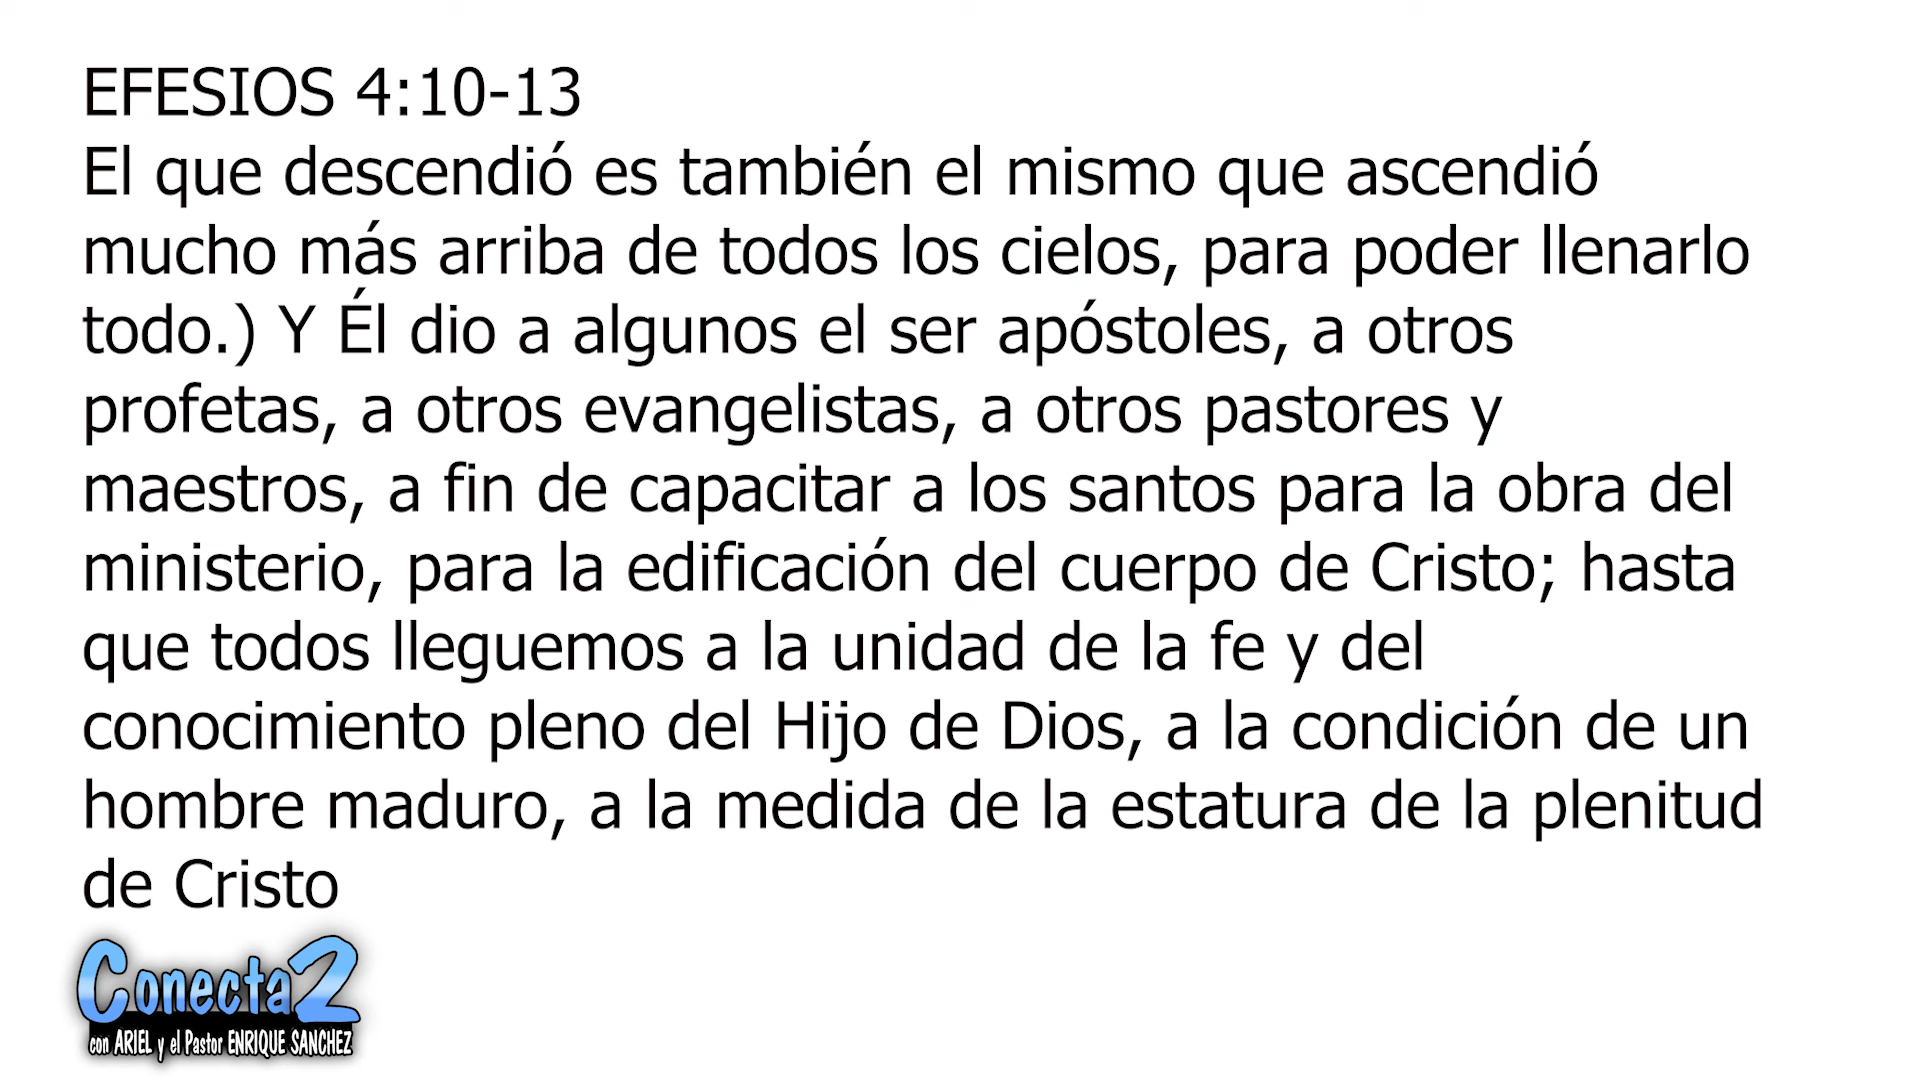 EFESIOS 4:10-13
El que descendió es también el mismo que ascendió
mucho más arriba de todos los cielos, para poder llenarlo
todo.) Y Él dio a algunos el ser apóstoles, a otros
profetas, a otros evangelistas, a otros pastores y
maestros, a fin de capacitar a los santos para la obra del
ministerio, para la edificación del cuerpo de Cristo; hasta
que todos lleguemos a la unidad de la fe y del
conocimiento pleno del Hijo de Dios, a la condición de un
hombre maduro, a la medida de la estatura de la plenitud
de Cristo
Conecta2
con ARIEL y el Pastor ENRIQUE SANCHEZ